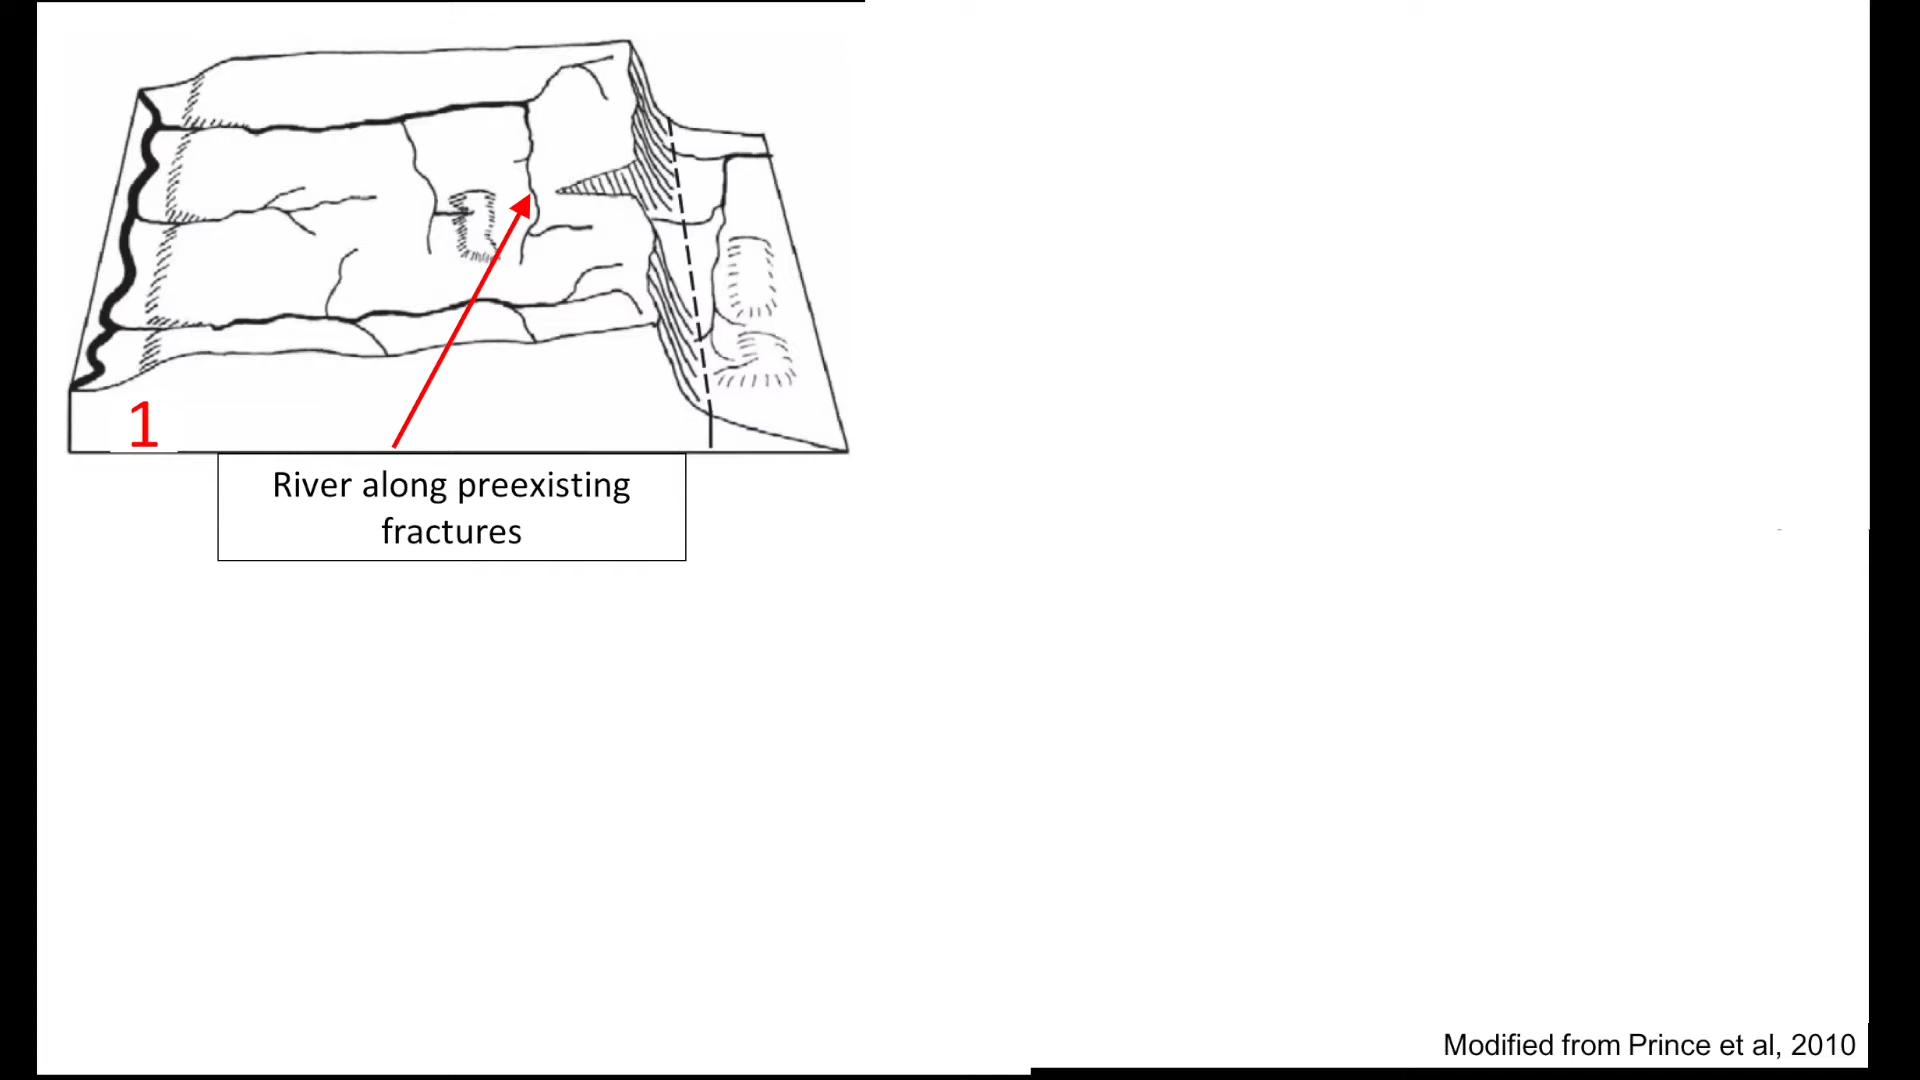 1
River along preexisting
fractures
Modified from Prince et al, 2010